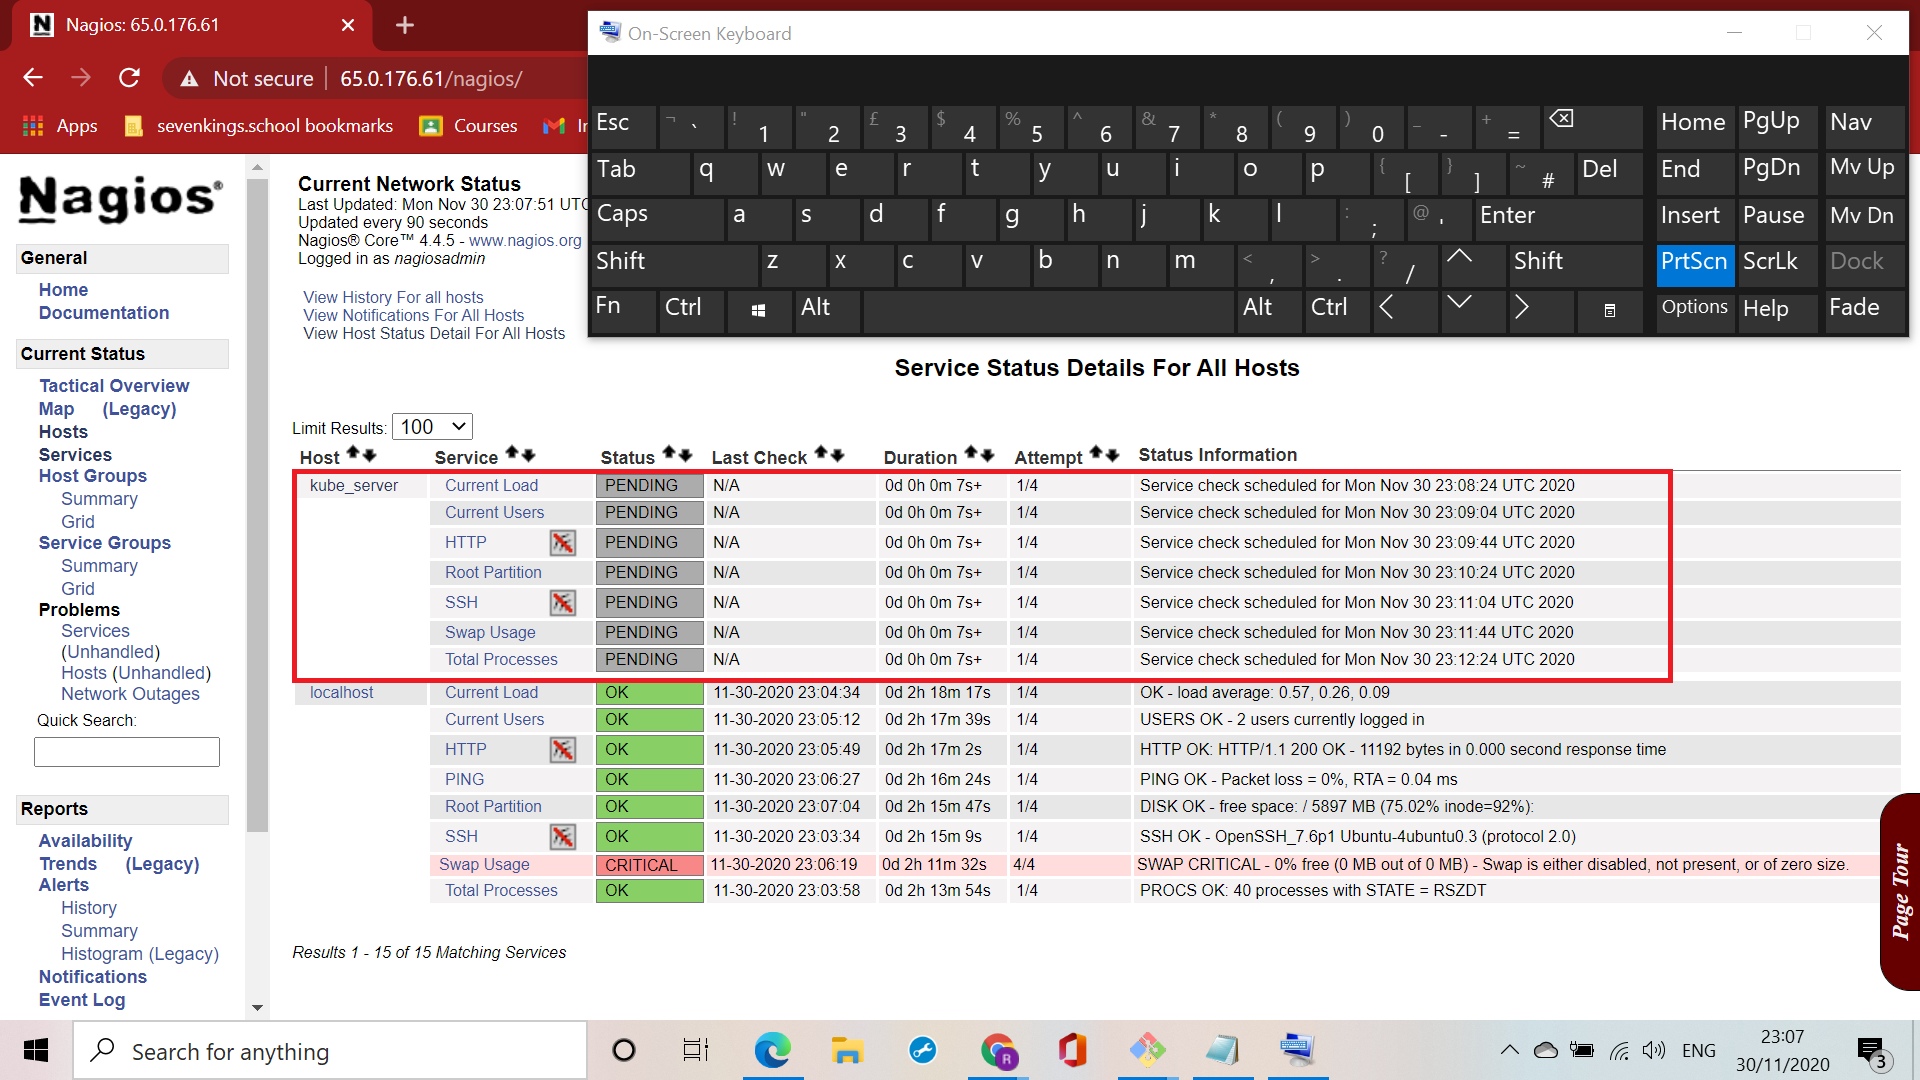 Nagios: 65.0.176.61
Not secure | 65.0.176.61/nagios/
Apps sevenkings.school bookmarks Courses
On-Screen Keyboard
Esc ¬ ` ! 1 " 2 £ 3 $ 4 % 5 ^ 6 & 7 * 8 ( 9 ) 0 _ - + = Home PgUp Nav
Tab q w e r t y u i o p { [ } ] ~ # Del End PgDn Mv Up
Caps a s d f g h j k l : ; @ ' Enter Insert Pause Mv Dn
Shift z x c v b n m < , > . ? / Shift PrtScn ScrLk Dock
Fn Ctrl Alt Alt Ctrl Options Help Fade
Nagios®
General
Home
Documentation
Current Status
Tactical Overview
Map (Legacy)
Hosts
Services
Host Groups
Summary
Grid
Service Groups
Summary
Grid
Problems
Services
(Unhandled)
Hosts (Unhandled)
Network Outages
Quick Search:
Reports
Availability
Trends (Legacy)
Alerts
History
Summary
Histogram (Legacy)
Notifications
Event Log
Current Network Status
Last Updated: Mon Nov 30 23:07:51 UTC
Updated every 90 seconds
Nagios® Core™ 4.4.5 - www.nagios.org
Logged in as nagiosadmin
View History For all hosts
View Notifications For All Hosts
View Host Status Detail For All Hosts
Service Status Details For All Hosts
Limit Results: 100
Host Service Status Last Check Duration Attempt Status Information
kube_server Current Load PENDING N/A 0d 0h 0m 7s+ 1/4 Service check scheduled for Mon Nov 30 23:08:24 UTC 2020
Current Users PENDING N/A 0d 0h 0m 7s+ 1/4 Service check scheduled for Mon Nov 30 23:09:04 UTC 2020
HTTP PENDING N/A 0d 0h 0m 7s+ 1/4 Service check scheduled for Mon Nov 30 23:09:44 UTC 2020
Root Partition PENDING N/A 0d 0h 0m 7s+ 1/4 Service check scheduled for Mon Nov 30 23:10:24 UTC 2020
SSH PENDING N/A 0d 0h 0m 7s+ 1/4 Service check scheduled for Mon Nov 30 23:11:04 UTC 2020
Swap Usage PENDING N/A 0d 0h 0m 7s+ 1/4 Service check scheduled for Mon Nov 30 23:11:44 UTC 2020
Total Processes PENDING N/A 0d 0h 0m 7s+ 1/4 Service check scheduled for Mon Nov 30 23:12:24 UTC 2020
localhost Current Load OK 11-30-2020 23:04:34 0d 2h 18m 17s 1/4 OK - load average: 0.57, 0.26, 0.09
Current Users OK 11-30-2020 23:05:12 0d 2h 17m 39s 1/4 USERS OK - 2 users currently logged in
HTTP OK 11-30-2020 23:05:49 0d 2h 17m 2s 1/4 HTTP OK: HTTP/1.1 200 OK - 11192 bytes in 0.000 second response time
PING OK 11-30-2020 23:06:27 0d 2h 16m 24s 1/4 PING OK - Packet loss = 0%, RTA = 0.04 ms
Root Partition OK 11-30-2020 23:07:04 0d 2h 15m 47s 1/4 DISK OK - free space: / 5897 MB (75.02% inode=92%):
SSH OK 11-30-2020 23:03:34 0d 2h 15m 9s 1/4 SSH OK - OpenSSH_7.6p1 Ubuntu-4ubuntu0.3 (protocol 2.0)
Swap Usage CRITICAL 11-30-2020 23:06:19 0d 2h 11m 32s 4/4 SWAP CRITICAL - 0% free (0 MB out of 0 MB) - Swap is either disabled, not present, or of zero size.
Total Processes OK 11-30-2020 23:03:58 0d 2h 13m 54s 1/4 PROCS OK: 40 processes with STATE = RSZDT
Results 1 - 15 of 15 Matching Services
Page Tour
Search for anything
R
ENG
23:07
30/11/2020
3